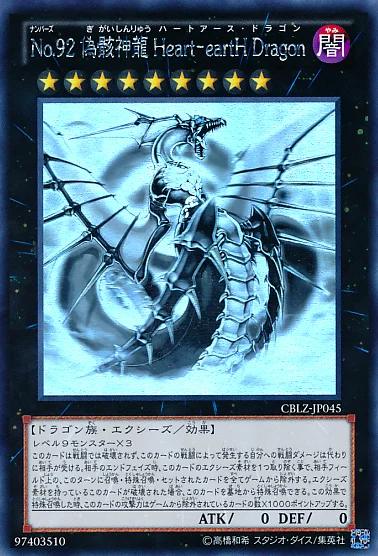 ナンバーズ ぎがいしんりゅう ハートアース・ドラゴン
No.92 偽骸神龍 Heart-eartH Dragon
やみ
闇
CBLZ-JP045
【ドラゴン族・エクシーズ/効果】
レベル9モンスター×3
このカードは戦闘では破壊されず、このカードの戦闘によって発生する自分への戦闘ダメージは代わり
に相手が受ける。相手のエンドフェイズ時、このカードのエクシーズ素材を1つ取り除く事で、相手フィール
ド上の、このターンに召喚・特殊召喚・セットされたカードを全てゲームから除外する。エクシーズ
素材を持っているこのカードが破壊された場合、このカードを墓地から特殊召喚できる。この効果で
特殊召喚した時、このカードの攻撃力はゲームから除外されているカードの数×1000ポイントアップする。
ATK/ 0 DEF/ 0
97403510
©高橋和希 スタジオ・ダイス/集英社